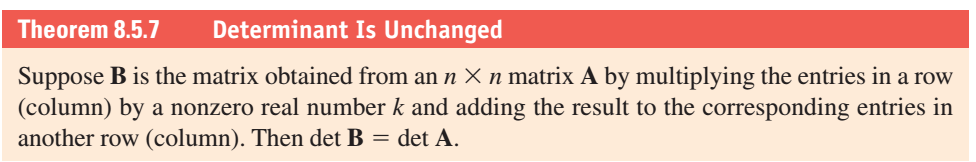 Theorem 8.5.7 Determinant Is Unchanged
Suppose B is the matrix obtained from an n × n matrix A by multiplying the entries in a row
(column) by a nonzero real number k and adding the result to the corresponding entries in
another row (column). Then det B = det A.